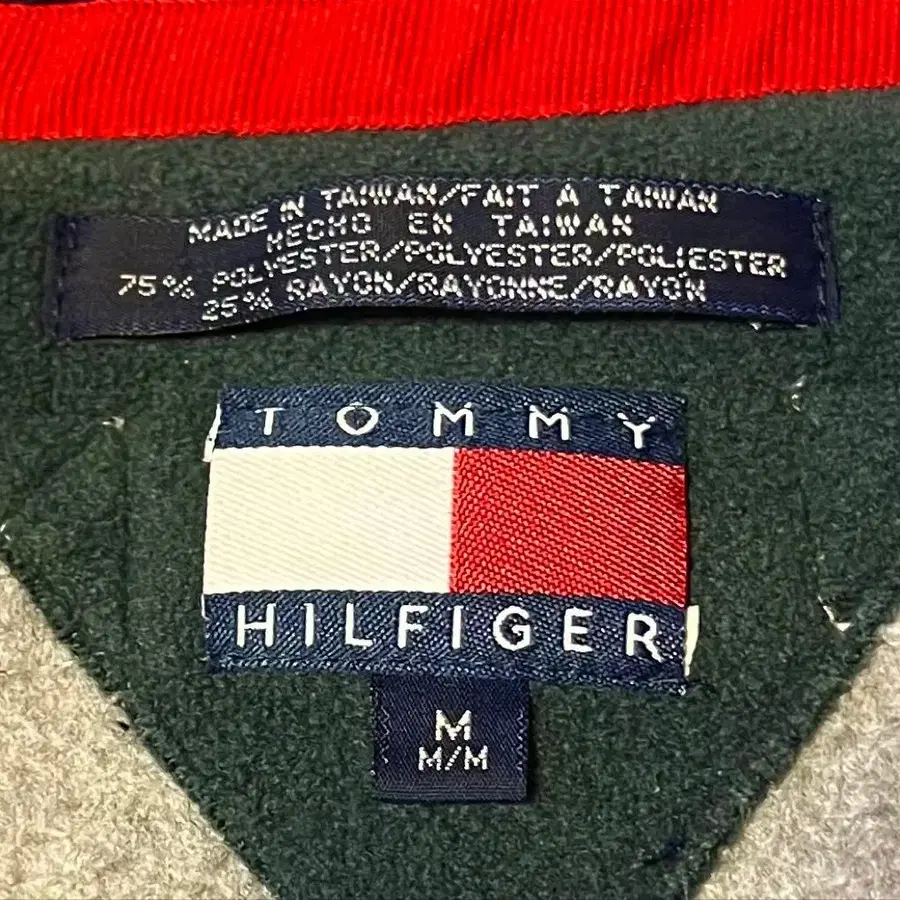 MADE IN TAIWAN/FAIT A TAIWAN
HECHO EN TAIWAN
75% POLYESTER/POLYESTER/POLIESTER
25% RAYON/RAYONNE/RAYON
TOMMY
HILFIGER
M
M/M